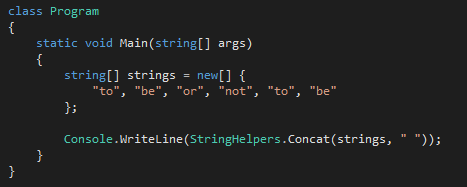 class Program
{
    static void Main(string[] args)
    {
        string[] strings = new[] {
            "to", "be", "or", "not", "to", "be"
        };

        Console.WriteLine(StringHelpers.Concat(strings, " "));
    }
}